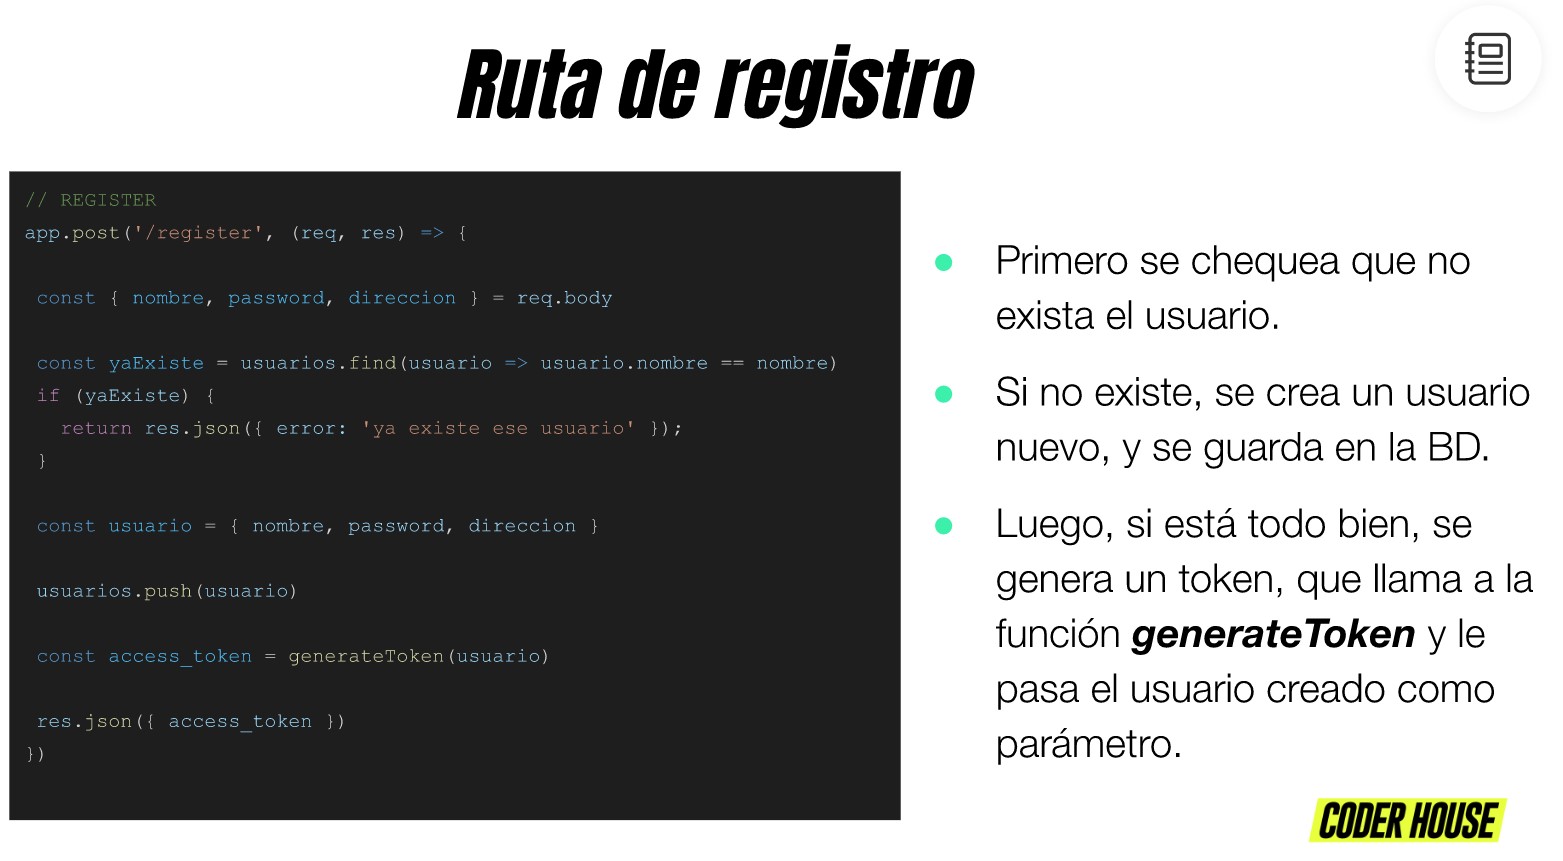 Ruta de registro
// REGISTER
app.post('/register', (req, res) => {
const { nombre, password, direccion } = req.body
const yaExiste = usuarios.find(usuario => usuario.nombre == nombre)
if (yaExiste) {
return res.json({ error: 'ya existe ese usuario' });
}
const usuario = { nombre, password, direccion }
usuarios.push(usuario)
const access_token = generateToken(usuario)
res.json({ access_token })
})
Primero se chequea que no
exista el usuario.
Si no existe, se crea un usuario
nuevo, y se guarda en la BD.
Luego, si está todo bien, se
genera un token, que llama a la
función generateToken y le
pasa el usuario creado como
parámetro.
CODER HOUSE